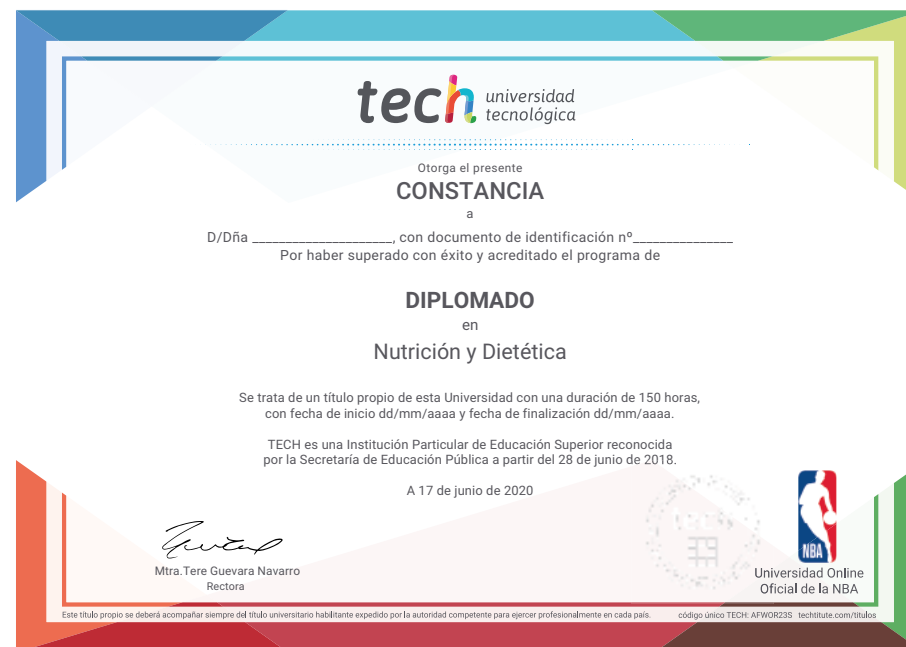 tech universidad
tecnológica
Otorga el presente
CONSTANCIA
a
D/Dña _____________________, con documento de identificación nº_______________
Por haber superado con éxito y acreditado el programa de
DIPLOMADO
en
Nutrición y Dietética
Se trata de un título propio de esta Universidad con una duración de 150 horas,
con fecha de inicio dd/mm/aaaa y fecha de finalización dd/mm/aaaa.
TECH es una Institución Particular de Educación Superior reconocida
por la Secretaría de Educación Pública a partir del 28 de junio de 2018.
A 17 de junio de 2020
Mtra.Tere Guevara Navarro
Rectora
NBA
Universidad Online
Oficial de la NBA
Este título propio se deberá acompañar siempre del título universitario habilitante expedido por la autoridad competente para ejercer profesionalmente en cada país. código único TECH: AFWOR23S techtitute.com/titulos